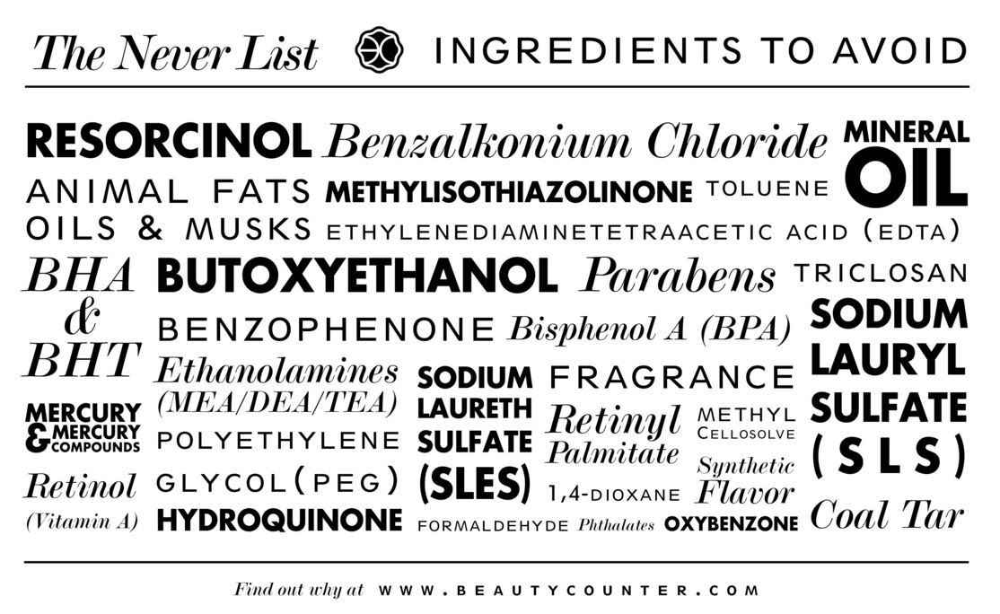 The Never List INGREDIENTS TO AVOID
RESORCINOL Benzalkonium Chloride
MINERAL
OIL
ANIMAL FATS
OILS & MUSKS
METHYLISOTHIAZOLINONE TOLUENE
ETHYLENEDIAMINETETRAACETIC ACID (EDTA)
BHA
&
BHT
BUTOXYETHANOL Parabens TRICLOSAN
BENZOPHENONE Bisphenol A (BPA)
SODIUM
LAURYL
SULFATE
(SLS)
Ethanolamines
(MEA/DEA/TEA)
SODIUM
LAURETH
SULFATE
(SLES)
FRAGRANCE
MERCURY
& MERCURY
COMPOUNDS
POLYETHYLENE
GLYCOL (PEG)
Retinyl
Palmitate
METHYL
CELLOSOLVE
Synthetic
Flavor
1,4-DIOXANE
Retinol
(Vitamin A)
HYDROQUINONE
FORMALDEHYDE Phthalates OXYBENZONE
Coal Tar
Find out why at WWW.BEAUTYCOUNTER.COM